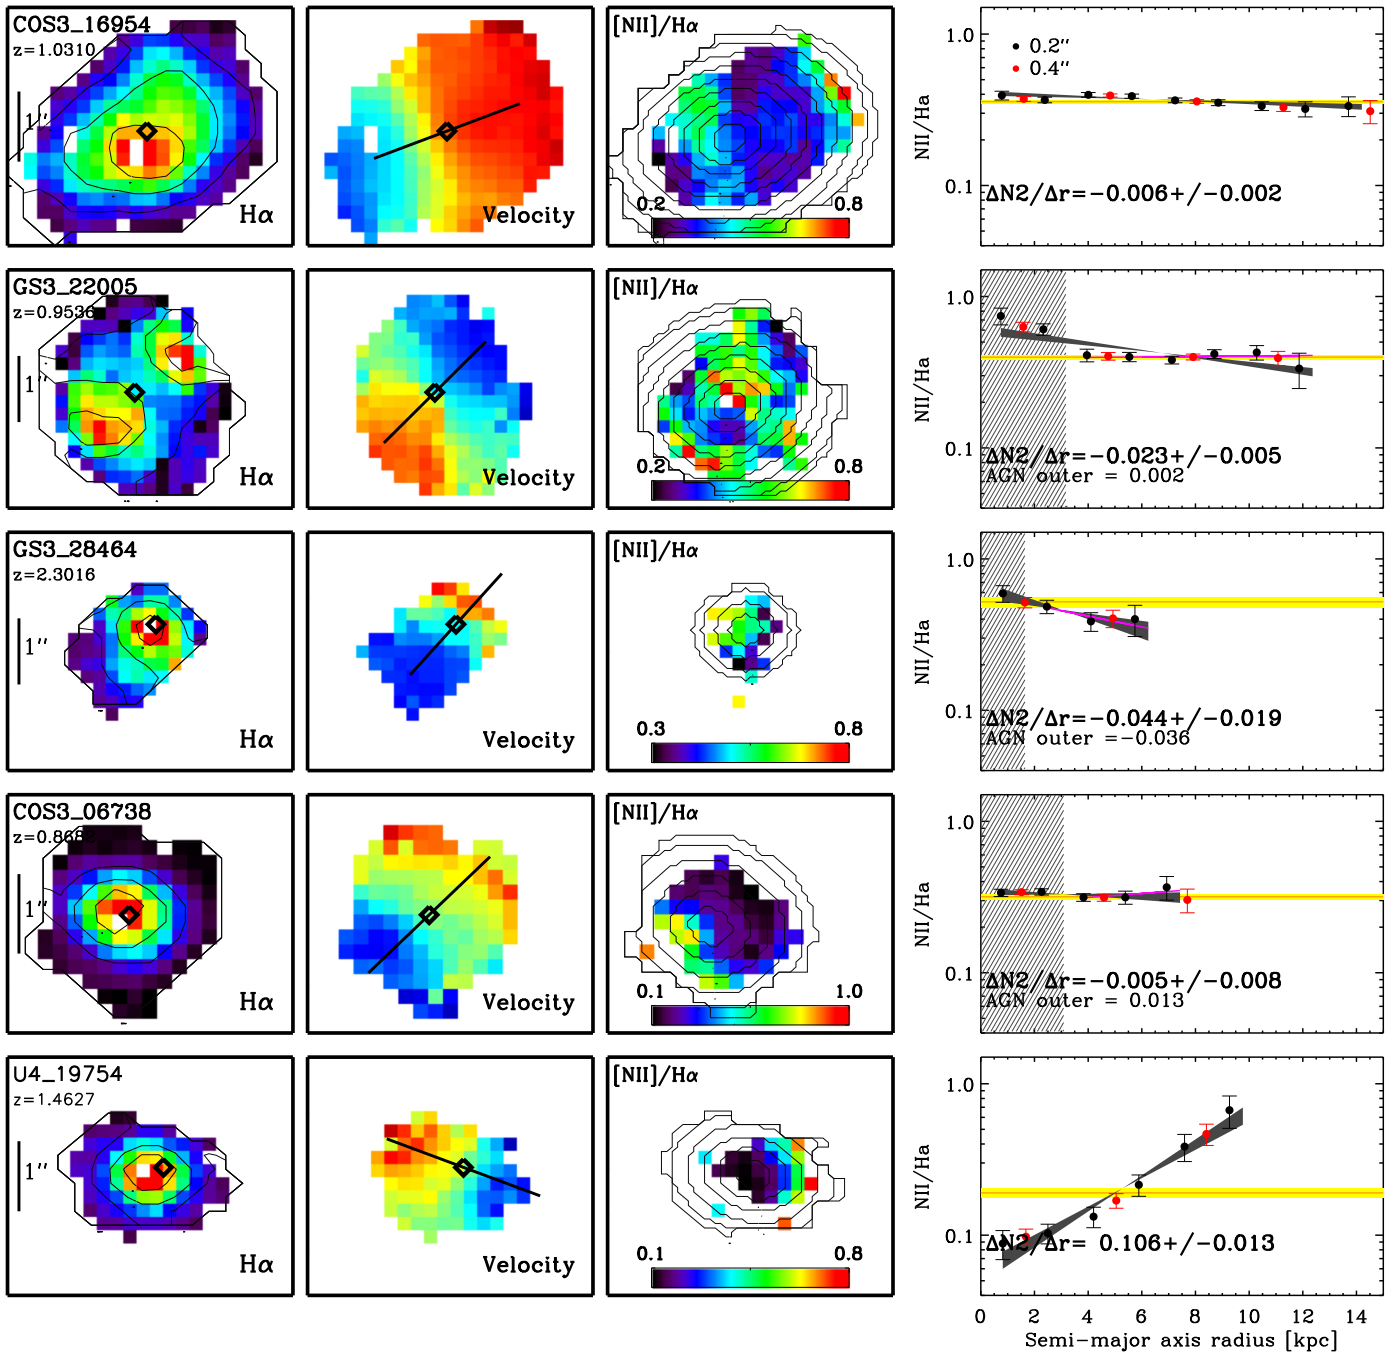 COS3_16954
z=1.0310
1″
Hα
Velocity
[NII]/Hα
0.2 0.8
NII/Ha
1.0
0.1
0.2″
0.4″
ΔN2/Δr=−0.006+/−0.002
GS3_22005
z=0.9536
1″
Hα
Velocity
[NII]/Hα
0.2 0.8
NII/Ha
1.0
0.1
ΔN2/Δr=−0.023+/−0.005
AGN outer = 0.002
GS3_28464
z=2.3016
1″
Hα
Velocity
[NII]/Hα
0.3 0.8
NII/Ha
1.0
0.1
ΔN2/Δr=−0.044+/−0.019
AGN outer =−0.036
COS3_06738
z=0.8682
1″
Hα
Velocity
[NII]/Hα
0.1 1.0
NII/Ha
1.0
0.1
ΔN2/Δr=−0.005+/−0.008
AGN outer = 0.013
U4_19754
z=1.4627
1″
Hα
Velocity
[NII]/Hα
0.1 0.8
NII/Ha
1.0
0.1
ΔN2/Δr= 0.106+/−0.013
0 2 4 6 8 10 12 14
Semi−major axis radius [kpc]